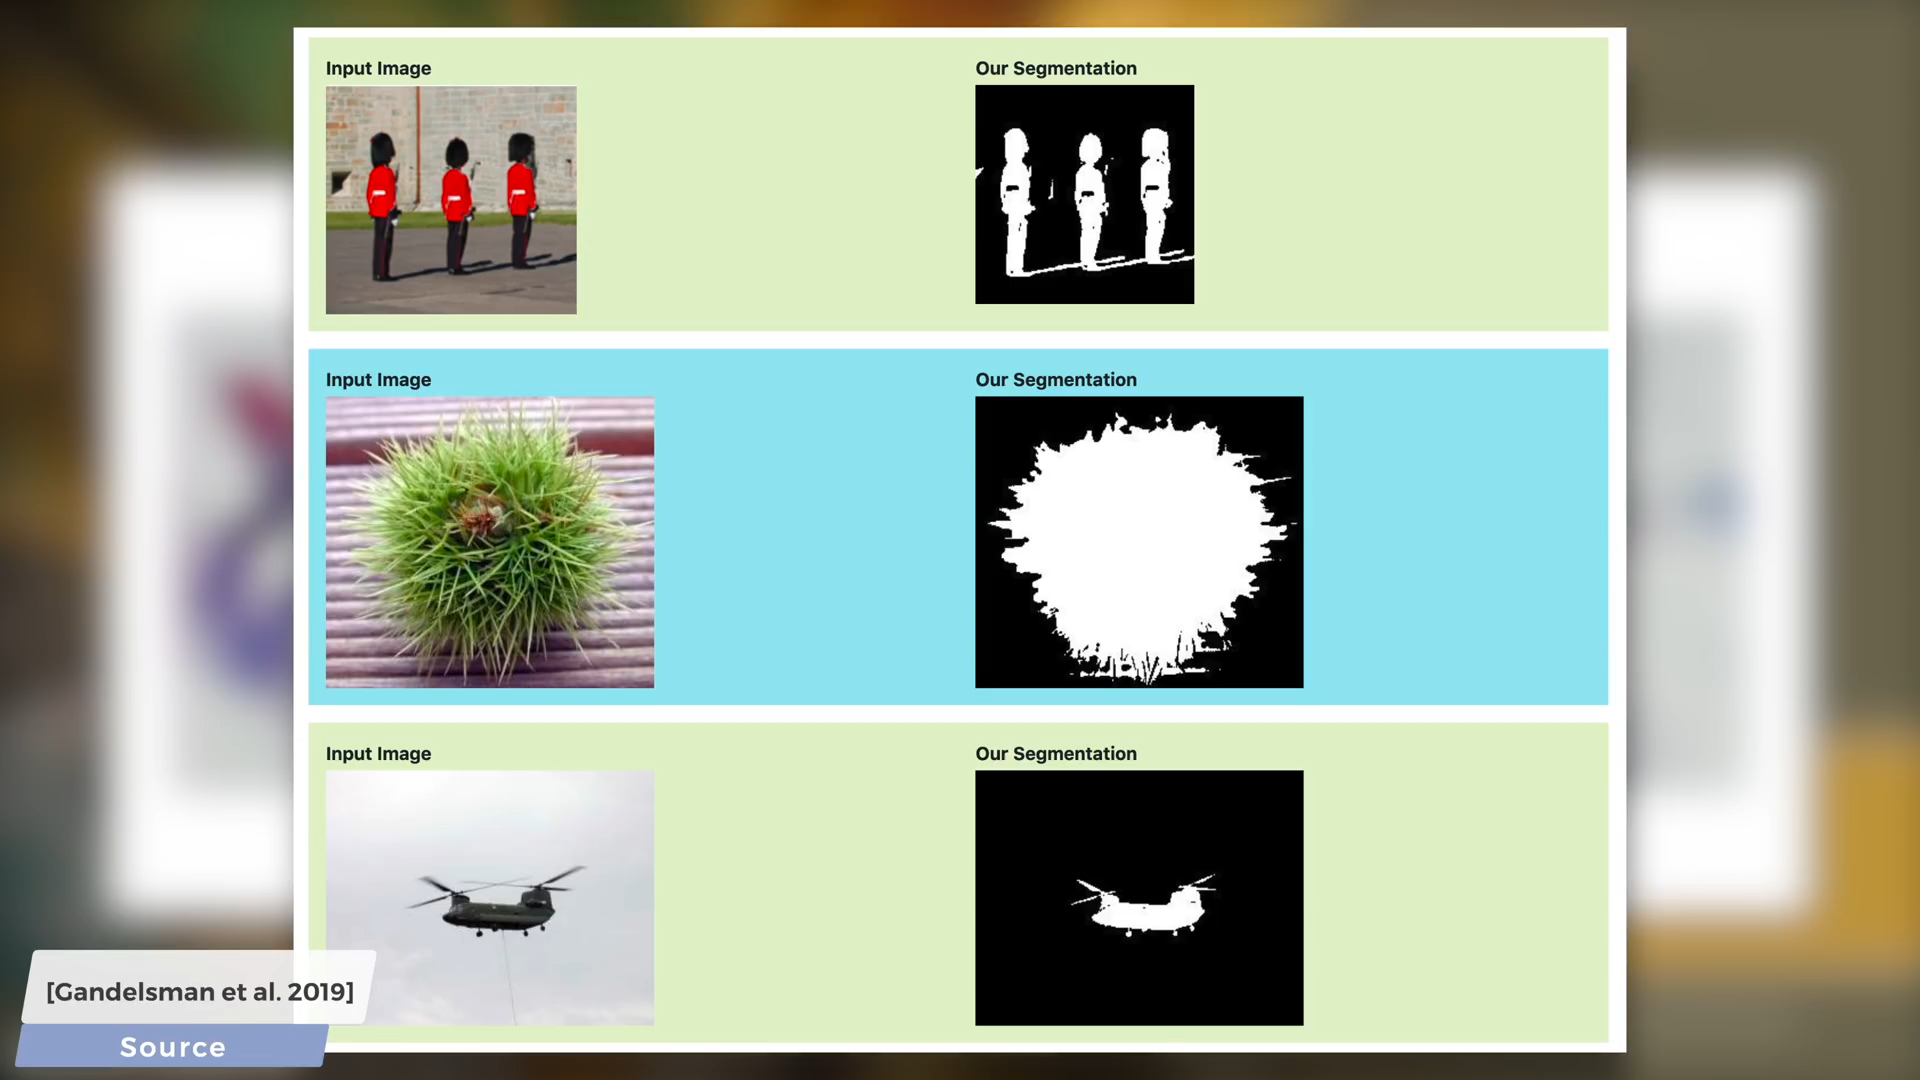 Input Image
Our Segmentation
Input Image
Our Segmentation
Input Image
Our Segmentation
[Gandelsman et al. 2019]
Source